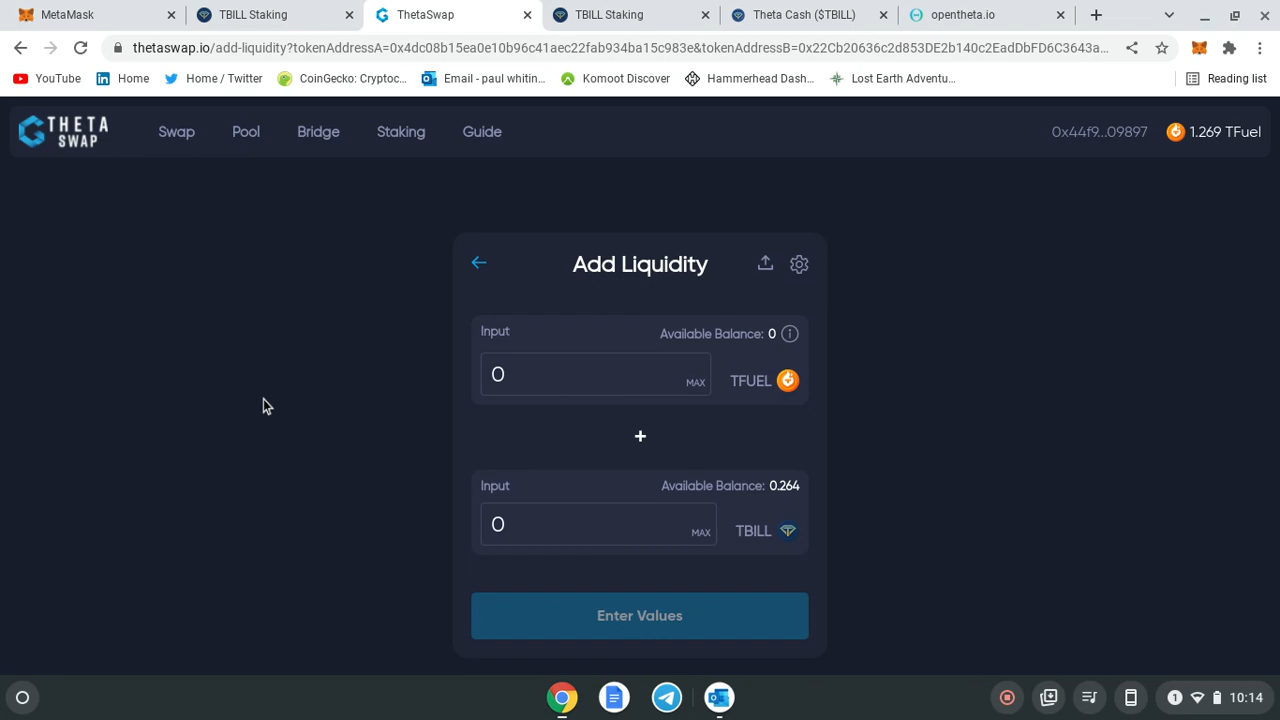 MetaMask
TBILL Staking
ThetaSwap
TBILL Staking
Theta Cash ($TBILL)
opentheta.io
thetaswap.io/add-liquidity?tokenAddressA=0x4dc08b15ea0e10b96c41aec22fab934ba15c983e&tokenAddressB=0x22Cb20636c2d853DE2b140c2EadDbFD6C3643a...
YouTube
Home
Home / Twitter
CoinGecko: Cryptoc...
Email - paul whitin...
Komoot Discover
Hammerhead Dash...
Lost Earth Adventu...
Reading list
THETA
SWAP
Swap
Pool
Bridge
Staking
Guide
0x44f9...09897
1.269 TFuel
Add Liquidity
Input
Available Balance: 0
0
MAX
TFUEL
+
Input
Available Balance: 0.264
0
MAX
TBILL
Enter Values
1
10:14